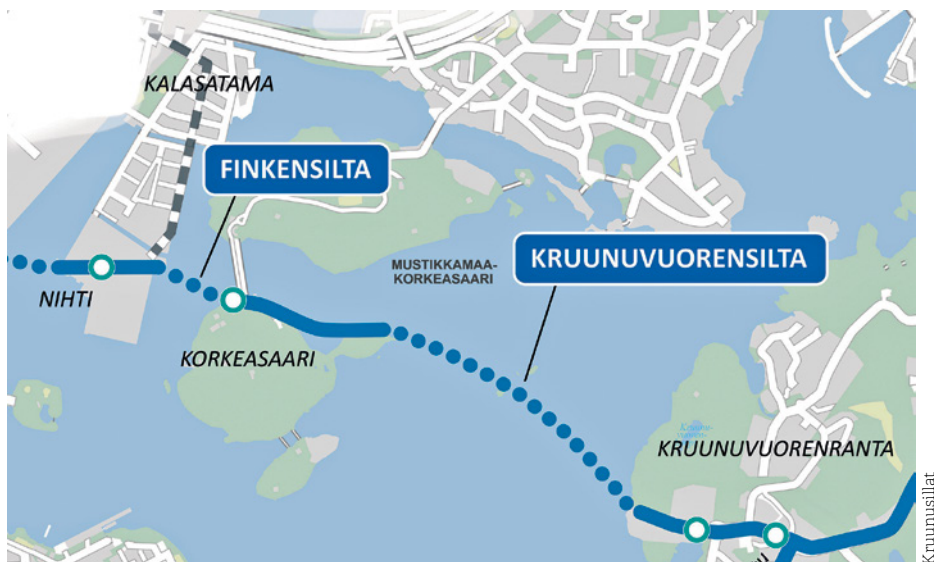 KALASATAMA
FINKENSILTA
KRUUNUVUORENSILTA
MUSTIKKAMAA-
KORKEASAARI
NIHTI
KORKEASAARI
KRUUNUVUORENRANTA
Kruunusillat